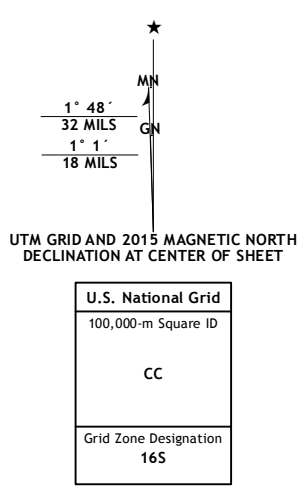 MN
1° 48´
32 MILS
GN
1° 1´
18 MILS
UTM GRID AND 2015 MAGNETIC NORTH
DECLINATION AT CENTER OF SHEET
U.S. National Grid
100,000-m Square ID
CC
Grid Zone Designation
16S